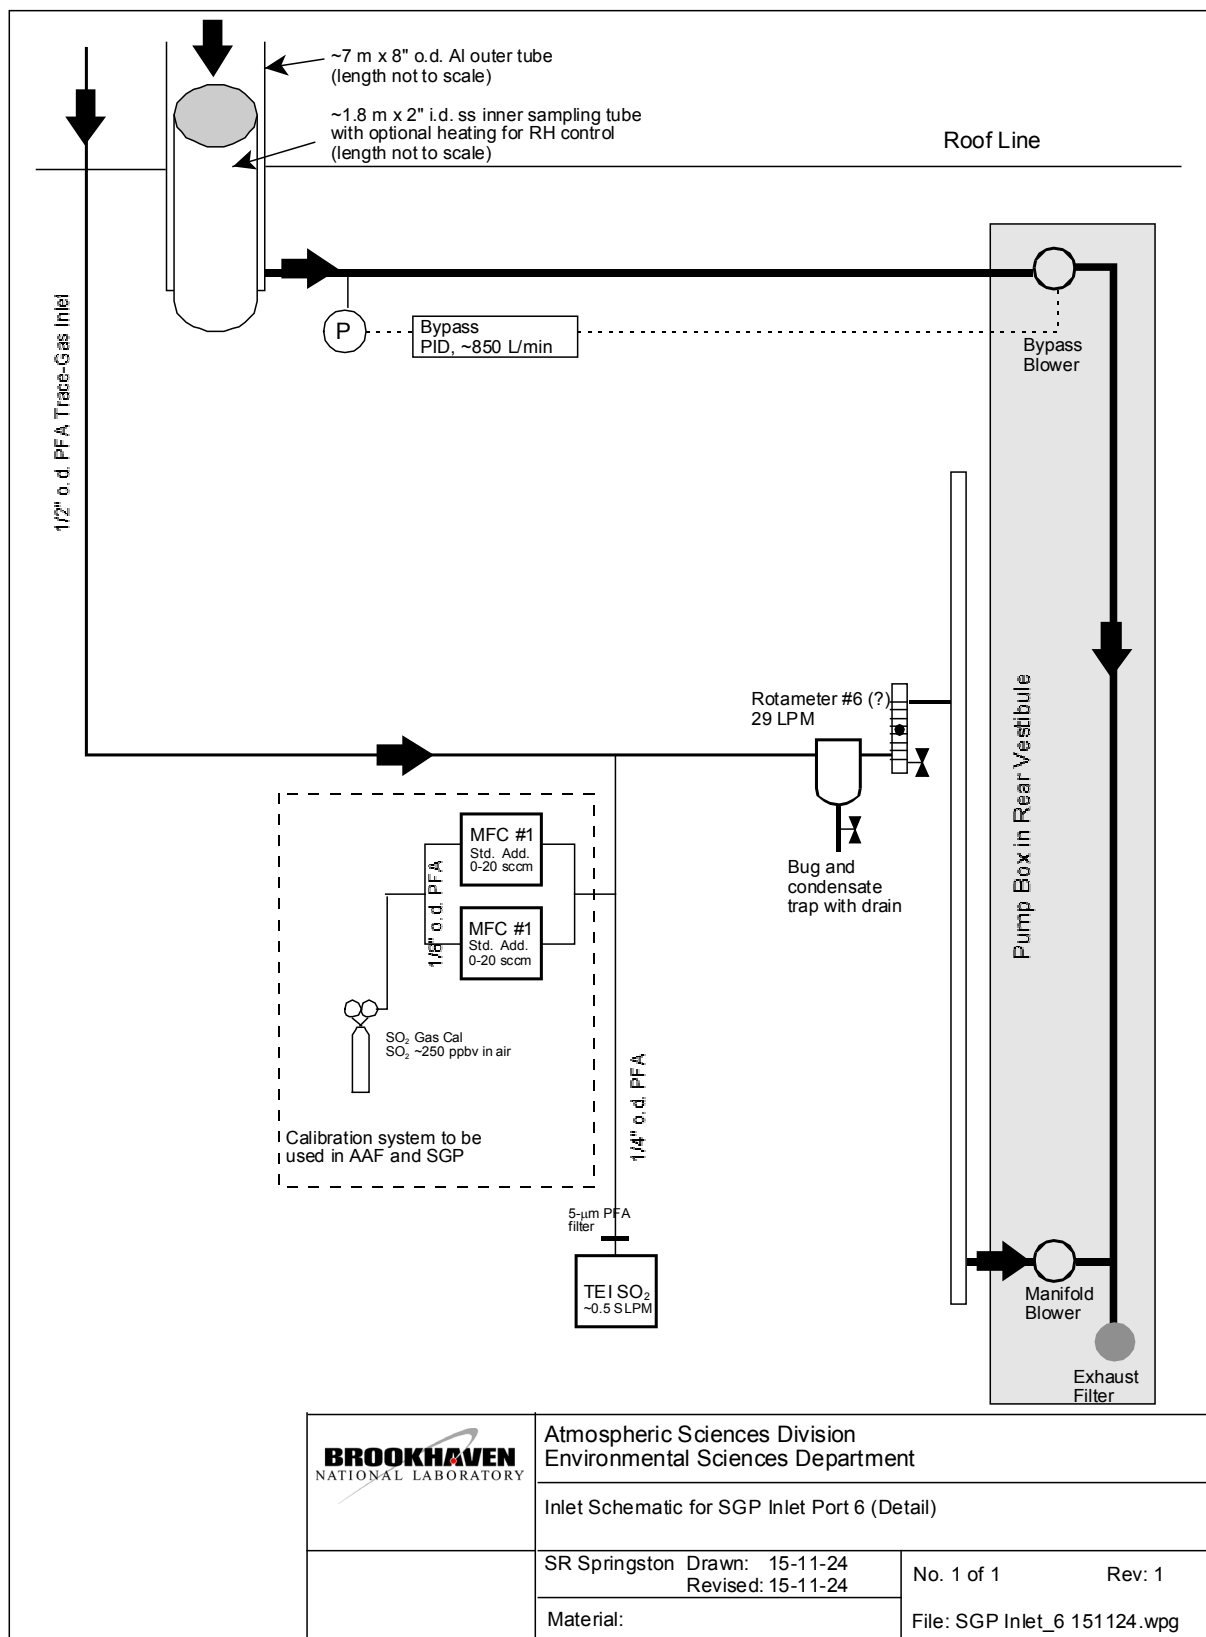 ~7 m x 8" o.d. Al outer tube
(length not to scale)
~1.8 m x 2" i.d. ss inner sampling tube
with optional heating for RH control
(length not to scale)
Roof Line
1/2" o.d. PFA Trace-Gas Inlet
P
Bypass
PID, ~850 L/min
Bypass
Blower
Rotameter #6 (?)
29 LPM
Pump Box in Rear Vestibule
MFC #1
Std. Add.
0-20 sccm
1/8" o.d. PFA
MFC #1
Std. Add.
0-20 sccm
Bug and
condensate
trap with drain
SO₂ Gas Cal
SO₂ ~250 ppbv in air
1/4" o.d. PFA
Calibration system to be
used in AAF and SGP
5-μm PFA
filter
TEI SO₂
~0.5 SLPM
Manifold
Blower
Exhaust
Filter
BROOKHAVEN
NATIONAL LABORATORY
Atmospheric Sciences Division
Environmental Sciences Department
Inlet Schematic for SGP Inlet Port 6 (Detail)
SR Springston Drawn: 15-11-24
Revised: 15-11-24
No. 1 of 1 Rev: 1
Material:
File: SGP Inlet_6 151124.wpg